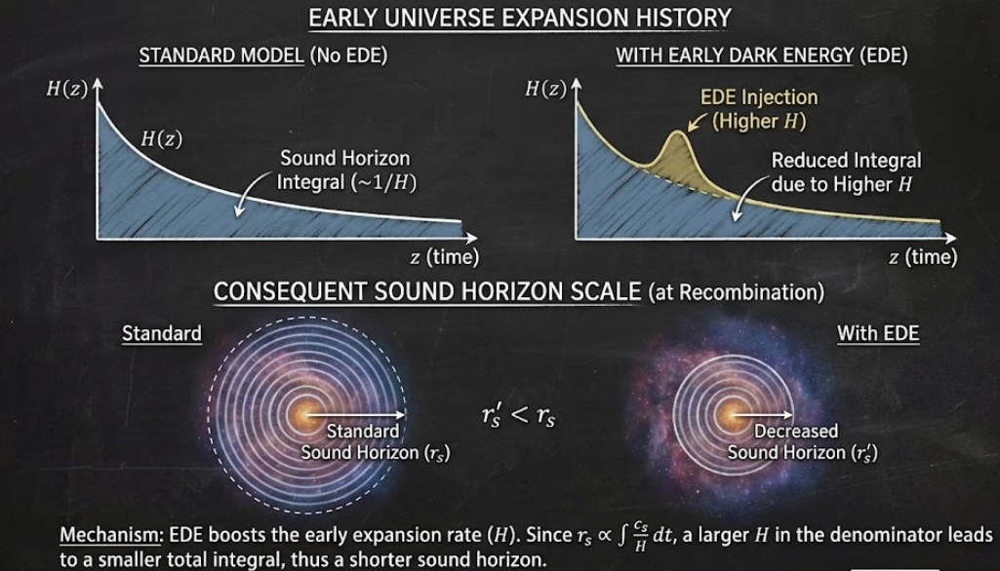 EARLY UNIVERSE EXPANSION HISTORY
STANDARD MODEL (No EDE)
H(z)
H(z)
Sound Horizon
Integral (~1/H)
z (time)
WITH EARLY DARK ENERGY (EDE)
H(z)
EDE Injection
(Higher H)
Reduced Integral
due to Higher H
z (time)
CONSEQUENT SOUND HORIZON SCALE (at Recombination)
Standard
Standard
Sound Horizon (rₛ)
rₛ′ < rₛ
With EDE
Decreased
Sound Horizon (rₛ′)
Mechanism: EDE boosts the early expansion rate (H). Since rₛ ∝ ∫ cₛ/H dt, a larger H in the denominator leads
to a smaller total integral, thus a shorter sound horizon.